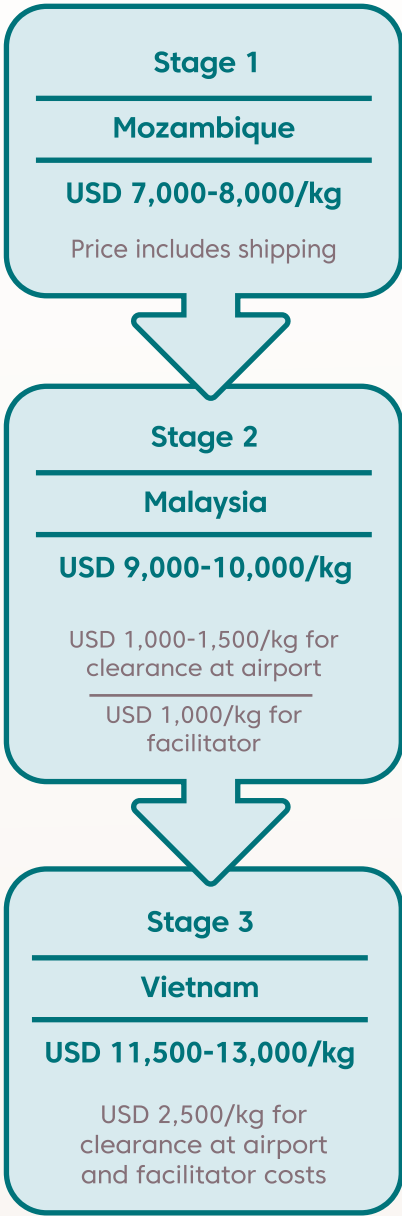 Stage 1
Mozambique
USD 7,000-8,000/kg
Price includes shipping
Stage 2
Malaysia
USD 9,000-10,000/kg
USD 1,000-1,500/kg for
clearance at airport
USD 1,000/kg for
facilitator
Stage 3
Vietnam
USD 11,500-13,000/kg
USD 2,500/kg for
clearance at airport
and facilitator costs